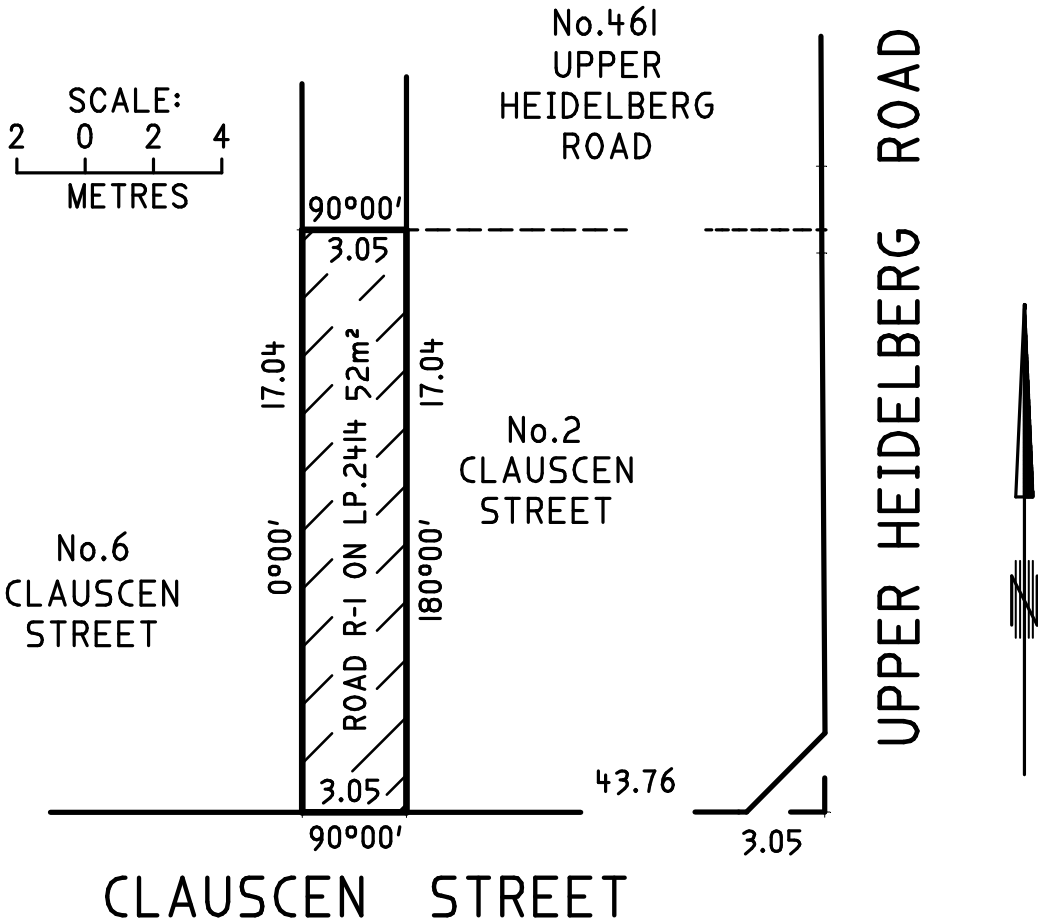 No.461
UPPER
HEIDELBERG
ROAD
SCALE:
2 0 2 4
METRES
90°00'
3.05
17.04
17.04
0°00'
180°00'
ROAD R-1 ON LP.2414 52m²
No.2
CLAUSCEN
STREET
No.6
CLAUSCEN
STREET
3.05
90°00'
43.76
3.05
UPPER HEIDELBERG ROAD
N
CLAUSCEN STREET